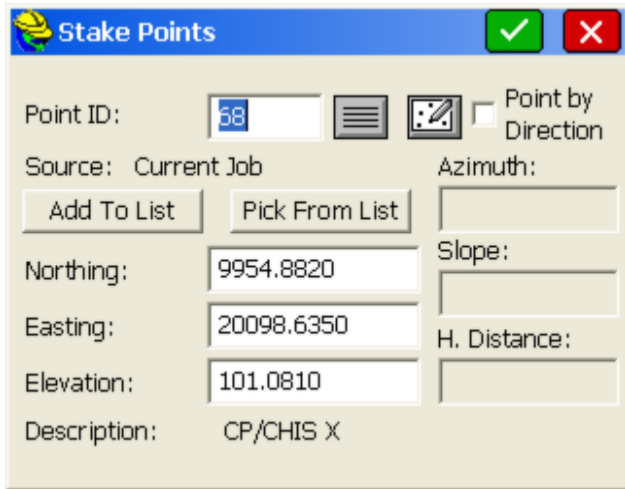 Stake Points
Point ID: 68 Point by Direction
Source: Current Job Azimuth:
Add To List Pick From List
Slope:
Northing: 9954.8820
Easting: 20098.6350
H. Distance:
Elevation: 101.0810
Description: CP/CHIS X